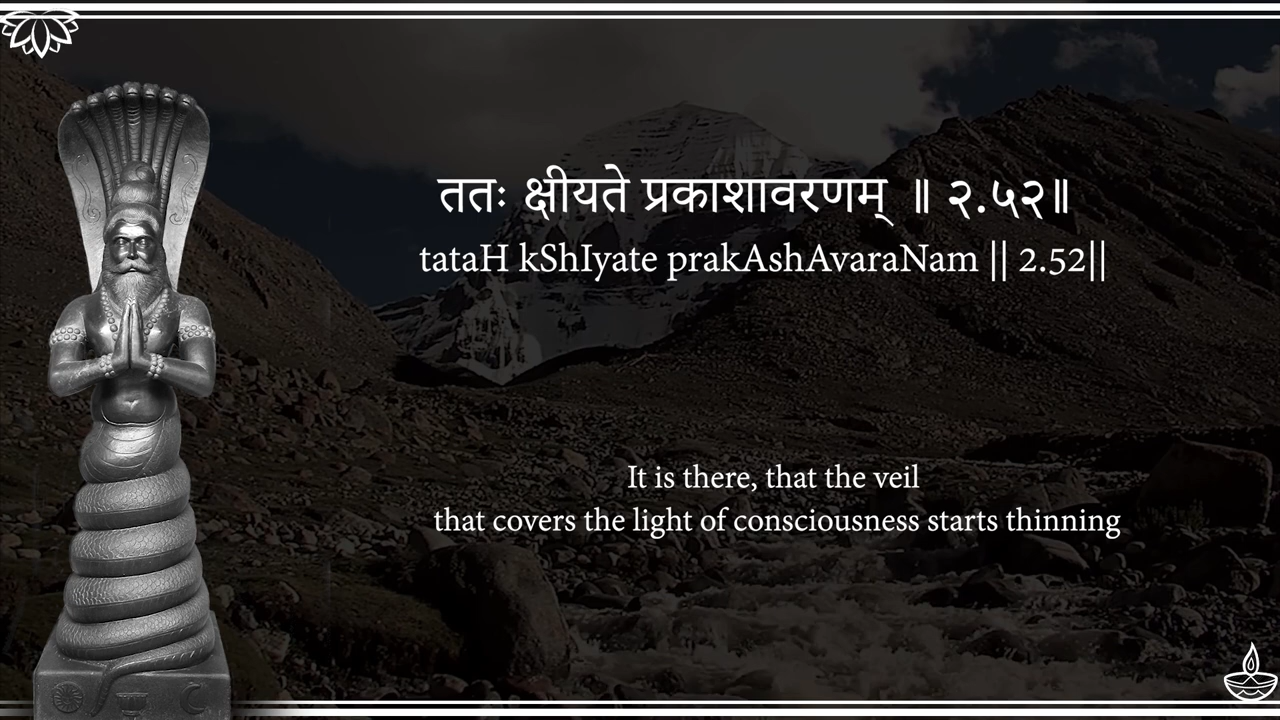 ततः क्षीयते प्रकाशावरणम् ॥ २.५२॥
tataH kShIyate prakAshAvaraNam || 2.52||
It is there, that the veil
that covers the light of consciousness starts thinning